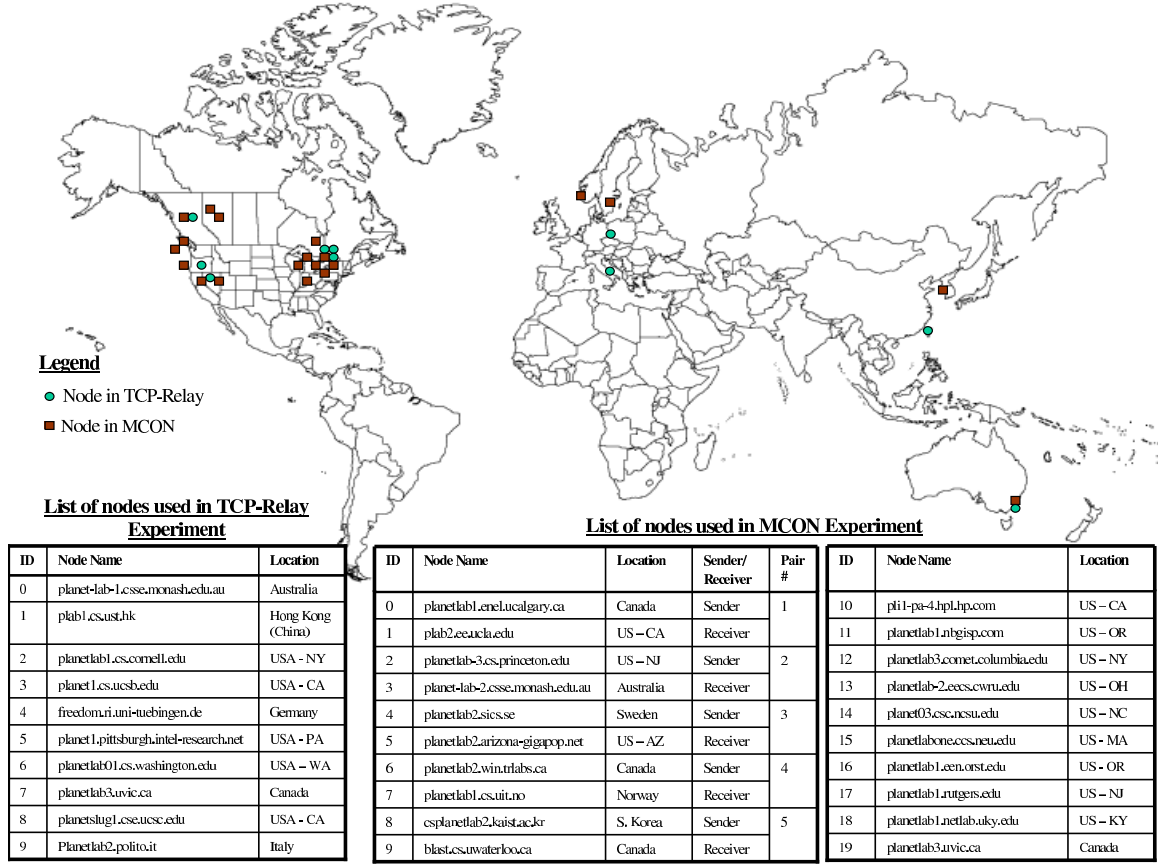 Legend
Node in TCP-Relay
Node in MCON
List of nodes used in TCP-Relay
Experiment
ID Node Name Location
0 planet-lab-1.csse.monash.edu.au Australia
1 plab1.cs.ust.hk Hong Kong
(China)
2 planetlab1.cs.cornell.edu USA - NY
3 planet1.cs.ucsb.edu USA - CA
4 freedom.ri.uni-tuebingen.de Germany
5 planet1.pittsburgh.intel-research.net USA - PA
6 planetlab01.cs.washington.edu USA – WA
7 planetlab3.uvic.ca Canada
8 planetslug1.cse.ucsc.edu USA - CA
9 Planetlab2.polito.it Italy
List of nodes used in MCON Experiment
ID Node Name Location Sender/ Pair
Receiver #
0 planetlab1.enel.ucalgary.ca Canada Sender 1
1 plab2.ee.ucla.edu US – CA Receiver
2 planetlab-3.cs.princeton.edu US – NJ Sender 2
3 planet-lab-2.csse.monash.edu.au Australia Receiver
4 planetlab2.sics.se Sweden Sender 3
5 planetlab2.arizona-gigapop.net US – AZ Receiver
6 planetlab2.win.trlabs.ca Canada Sender 4
7 planetlab1.cs.uit.no Norway Receiver
8 csplanetlab2.kaist.ac.kr S. Korea Sender 5
9 blast.cs.uwaterloo.ca Canada Receiver
ID Node Name Location
10 pli1-pa-4.hpl.hp.com US – CA
11 planetlab1.nbgisp.com US – OR
12 planetlab3.comet.columbia.edu US – NY
13 planetlab-2.eecs.cwru.edu US – OH
14 planet03.csc.ncsu.edu US – NC
15 planetlabone.ccs.neu.edu US - MA
16 planetlab1.een.orst.edu US - OR
17 planetlab1.rutgers.edu US – NJ
18 planetlab1.netlab.uky.edu US – KY
19 planetlab3.uvic.ca Canada